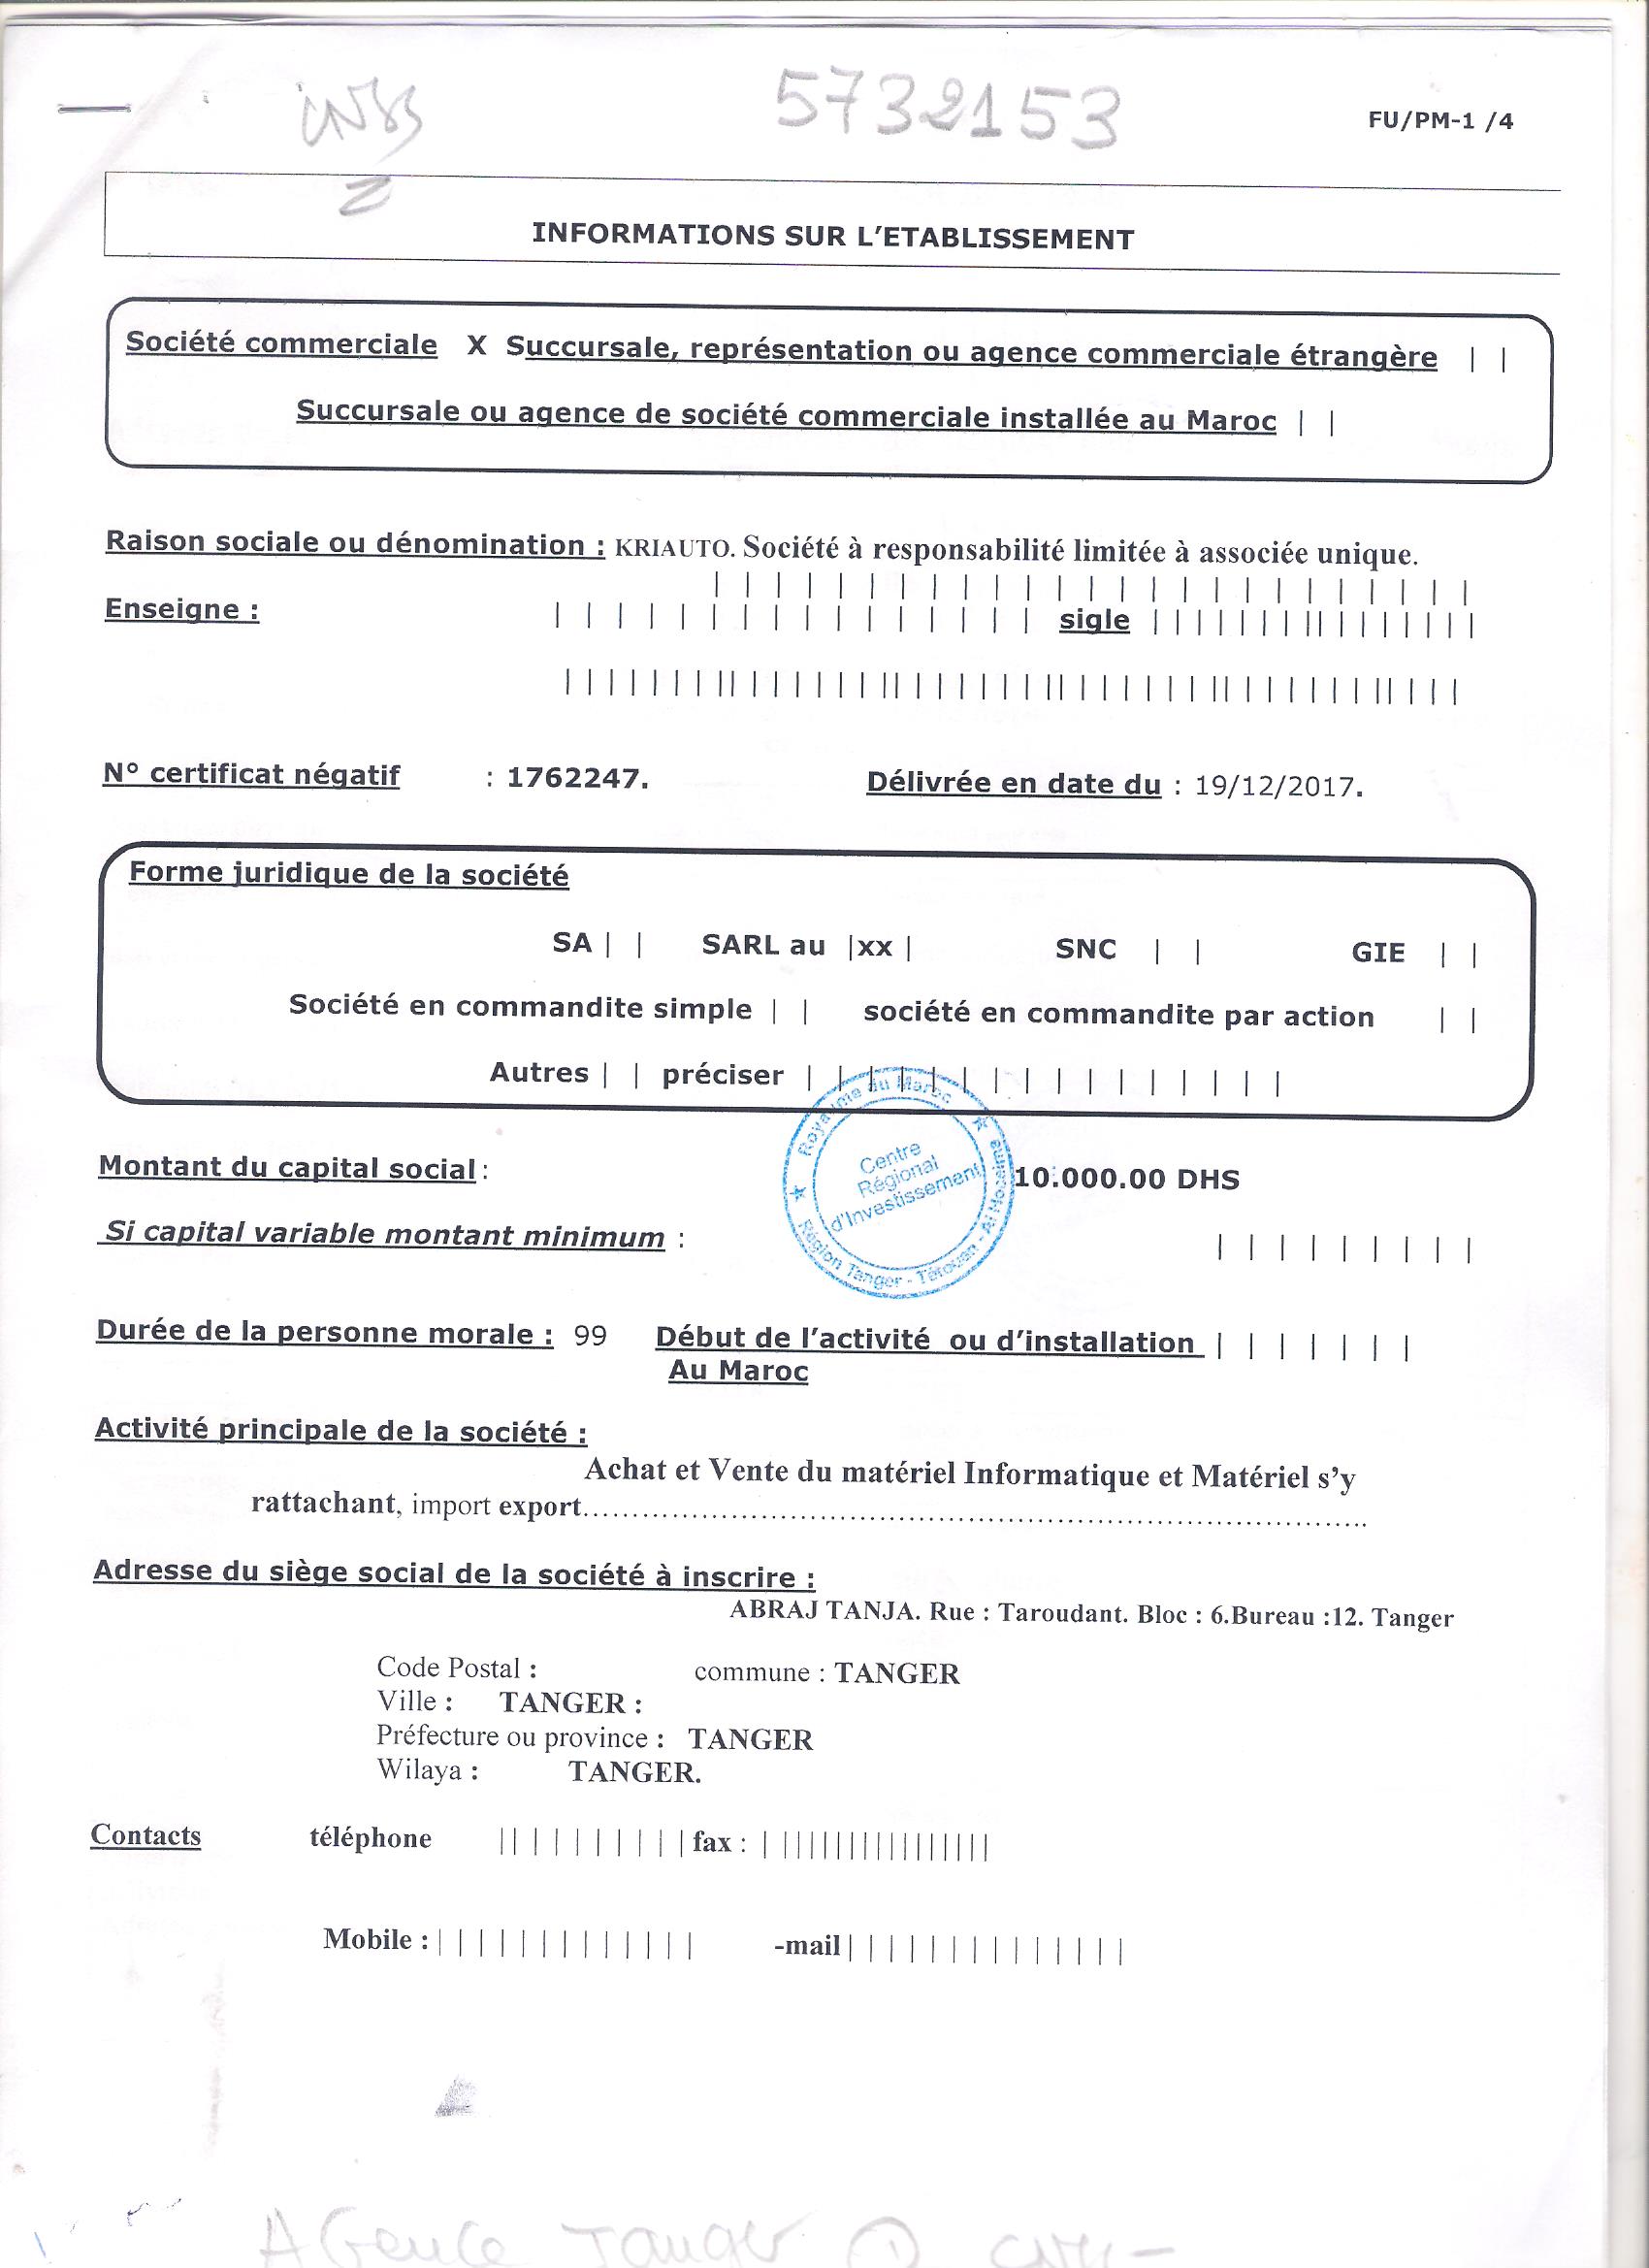 5732153
FU/PM-1 /4
INFORMATIONS SUR L'ETABLISSEMENT
Société commerciale X Succursale, représentation ou agence commerciale étrangère | |
Succursale ou agence de société commerciale installée au Maroc | |
Raison sociale ou dénomination : KRIAUTO. Société à responsabilité limitée à associée unique.
Enseigne : sigle
N° certificat négatif : 1762247. Délivrée en date du : 19/12/2017.
Forme juridique de la société
SA | | SARL au |xx | SNC | | GIE | |
Société en commandite simple | | société en commandite par action | |
Autres | | préciser
Royaume du Maroc
Centre
Régional
d'Investissement
Région Tanger - Tétouan - Al Hoceima
Montant du capital social : 10.000.00 DHS
Si capital variable montant minimum :
Durée de la personne morale : 99 Début de l'activité ou d'installation
Au Maroc
Activité principale de la société :
Achat et Vente du matériel Informatique et Matériel s'y
rattachant, import export..........
Adresse du siège social de la société à inscrire :
ABRAJ TANJA. Rue : Taroudant. Bloc : 6.Bureau :12. Tanger
Code Postal : commune : TANGER
Ville : TANGER :
Préfecture ou province : TANGER
Wilaya : TANGER.
Contacts téléphone fax :
Mobile : -mail
Agence Tanger